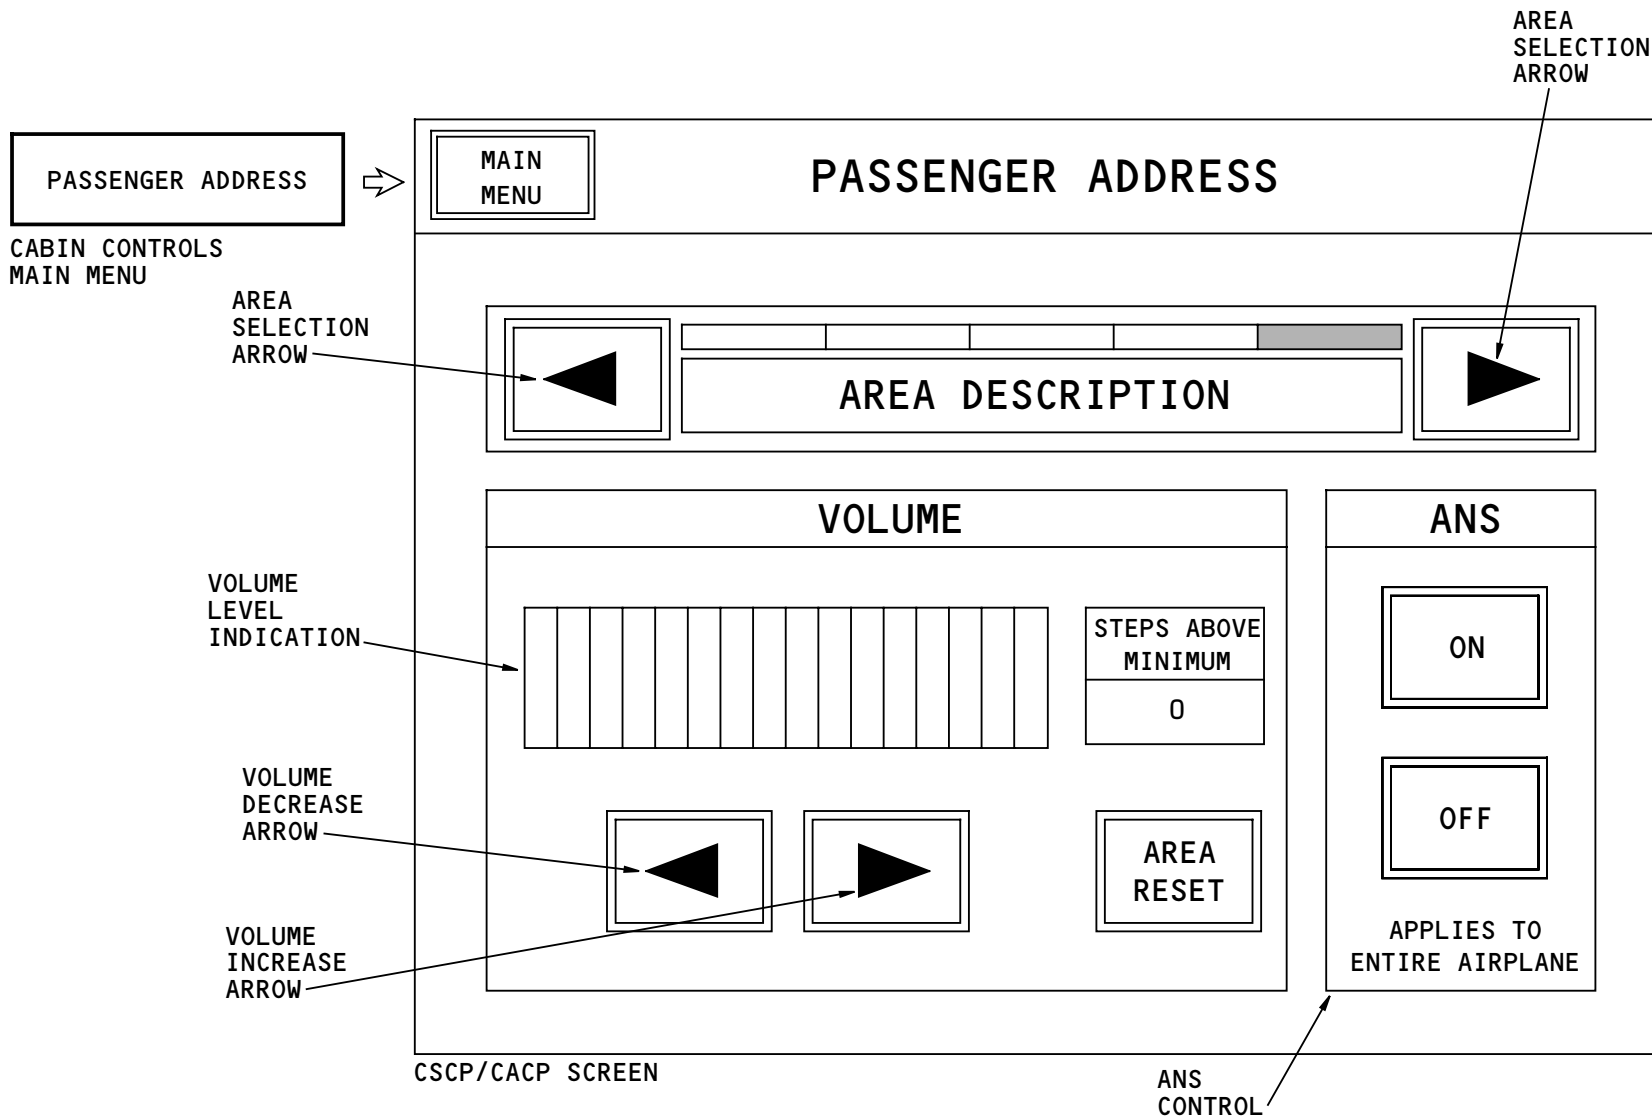 AREA
SELECTION
ARROW
PASSENGER ADDRESS
CABIN CONTROLS
MAIN MENU
MAIN
MENU
PASSENGER ADDRESS
AREA
SELECTION
ARROW
AREA DESCRIPTION
VOLUME
ANS
VOLUME
LEVEL
INDICATION
STEPS ABOVE
MINIMUM
0
ON
VOLUME
DECREASE
ARROW
OFF
AREA
RESET
VOLUME
INCREASE
ARROW
APPLIES TO
ENTIRE AIRPLANE
CSCP/CACP SCREEN
ANS
CONTROL